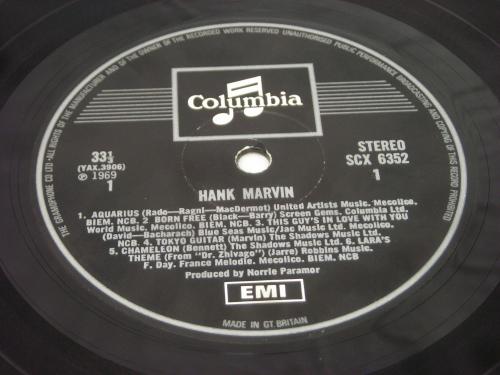 THE GRAMOPHONE CO LTD · ALL RIGHTS OF THE MANUFACTURER AND OF THE OWNER OF THE RECORDED WORK RESERVED UNAUTHORISED PUBLIC PERFORMANCE BROADCASTING AND COPYING OF THIS RECORD PROHIBITED
Columbia
33⅓
(YAX.3906)
℗ 1969
1
STEREO
SCX 6352
1
HANK MARVIN
1. AQUARIUS (Rado—Ragni—MacDermot) United Artists Music. Mecolico.
BIEM. NCB. 2 BORN FREE (Black—Barry) Screen Gems. Columbia Ltd.
World Music. Mecolico. BIEM. NCB. 3. THIS GUY'S IN LOVE WITH YOU
(David—Bacharach) Blue Seas Music/Jac Music Ltd. Mecolico.
NCB. 4. TOKYO GUITAR (Marvin) The Shadows Music Ltd.
5. CHAMELEON (Bennett) The Shadows Music Ltd. 6. LARA'S
THEME (From "Dr. Zhivago") (Jarre) Robbins Music.
F. Day. France Melodie. Mecolico. BIEM. NCB
Produced by Norrie Paramor
EMI
MADE IN GT. BRITAIN